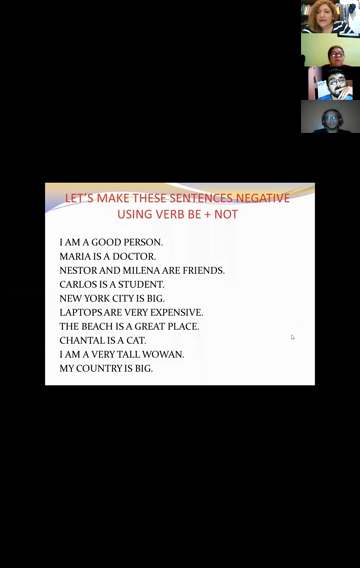 LET'S MAKE THESE SENTENCES NEGATIVE
USING VERB BE + NOT
I AM A GOOD PERSON.
MARIA IS A DOCTOR.
NESTOR AND MILENA ARE FRIENDS.
CARLOS IS A STUDENT.
NEW YORK CITY IS BIG.
LAPTOPS ARE VERY EXPENSIVE.
THE BEACH IS A GREAT PLACE.
CHANTAL IS A CAT.
I AM A VERY TALL WOWAN.
MY COUNTRY IS BIG.